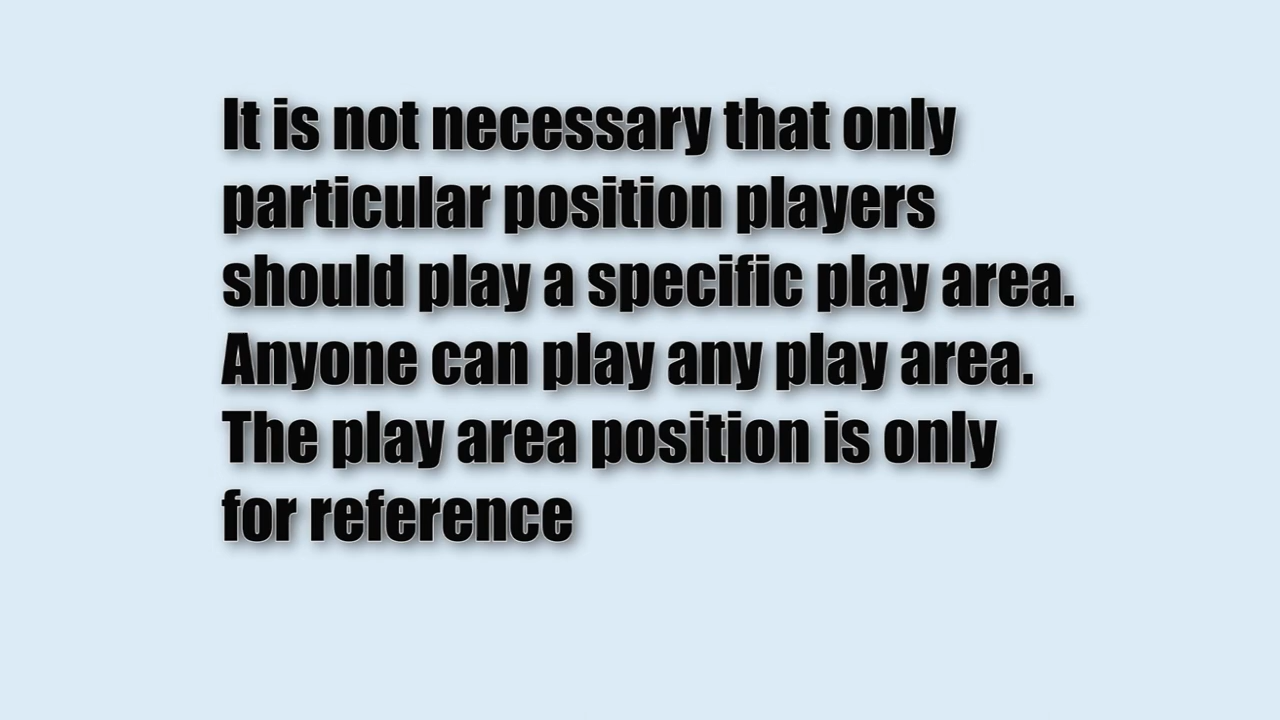 It is not necessary that only
particular position players
should play a specific play area.
Anyone can play any play area.
The play area position is only
for reference